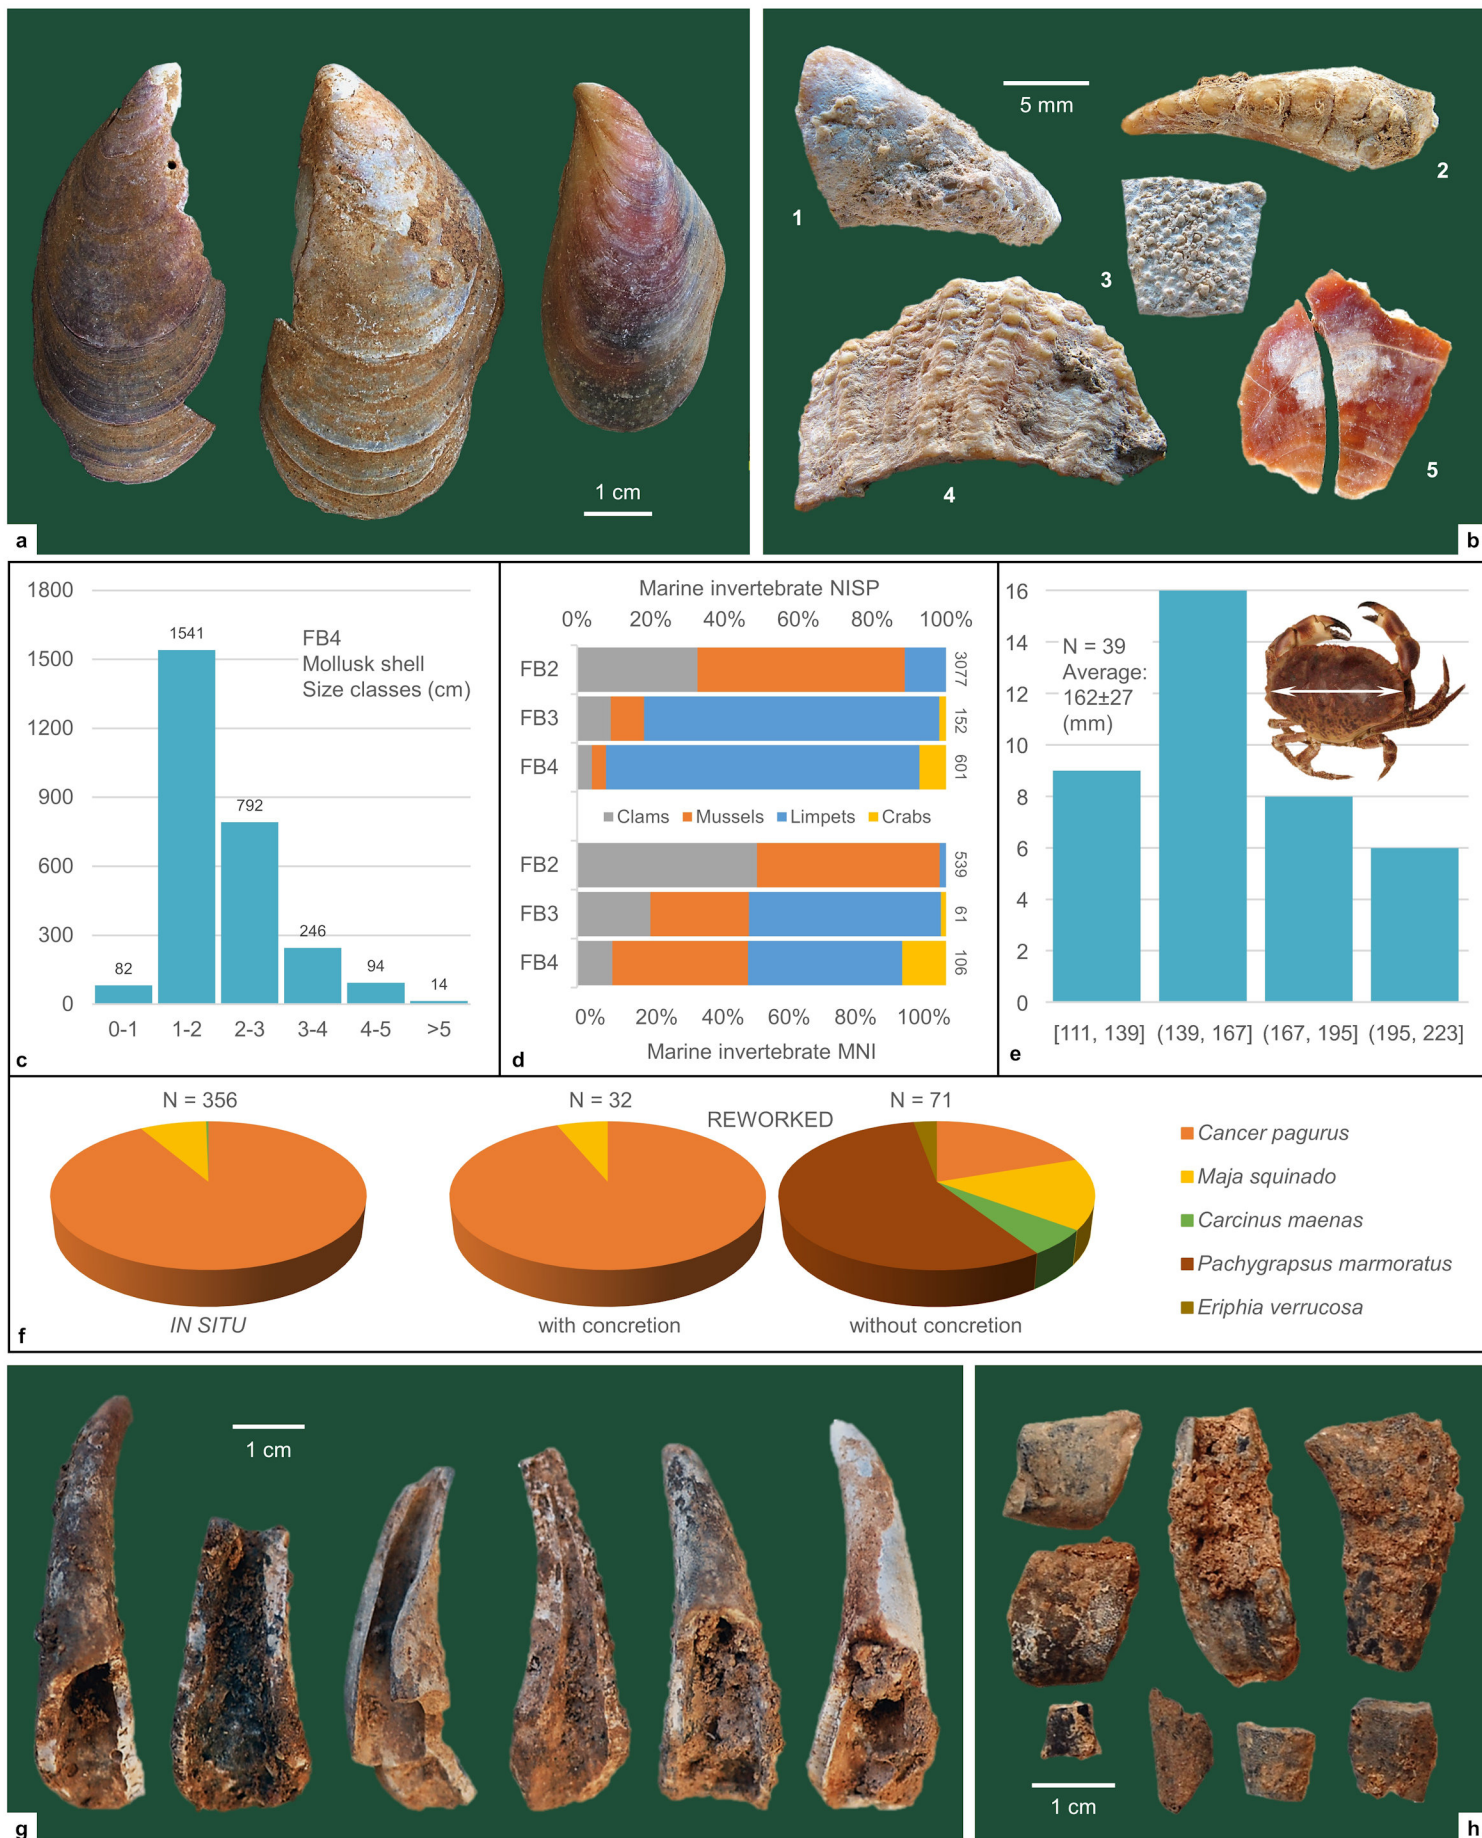 1 cm
a
5 mm
1
2
3
4
5
b
1800
1500
1200
900
600
300
0
1541
792
246
94
82
14
FB4
Mollusk shell
Size classes (cm)
0-1 1-2 2-3 3-4 4-5 >5
c
Marine invertebrate NISP
0% 20% 40% 60% 80% 100%
FB2 3077
FB3 152
FB4 601
Clams Mussels Limpets Crabs
FB2 539
FB3 61
FB4 106
0% 20% 40% 60% 80% 100%
Marine invertebrate MNI
d
16
14
12
10
8
6
4
2
0
N = 39
Average:
162±27
(mm)
[111, 139] (139, 167] (167, 195] (195, 223]
e
N = 356
IN SITU
N = 32
REWORKED
N = 71
with concretion
without concretion
Cancer pagurus
Maja squinado
Carcinus maenas
Pachygrapsus marmoratus
Eriphia verrucosa
f
1 cm
g
1 cm
h